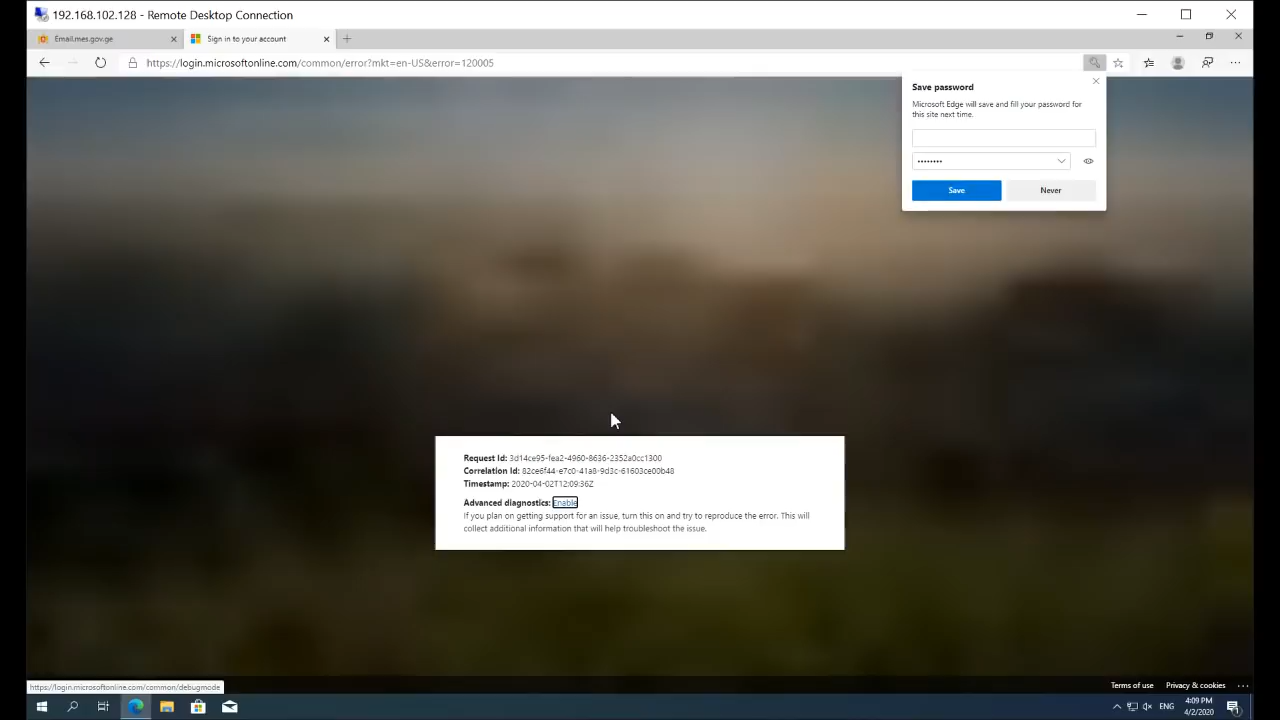 192.168.102.128 - Remote Desktop Connection
Email.mes.gov.ge
Sign in to your account
https://login.microsoftonline.com/common/error?mkt=en-US&error=120005
Save password
Microsoft Edge will save and fill your password for
this site next time.
••••••••
Save
Never
Request Id: 3d14ce95-fea2-4960-8636-2352a0cc1300
Correlation Id: 82ce6f44-e7c0-41a8-9d3c-61603ce00b48
Timestamp: 2020-04-02T12:09:36Z
Advanced diagnostics: Enable
If you plan on getting support for an issue, turn this on and try to reproduce the error. This will
collect additional information that will help troubleshoot the issue.
https://login.microsoftonline.com/common/debugmode
Terms of use
Privacy & cookies
ENG
4:09 PM
4/2/2020